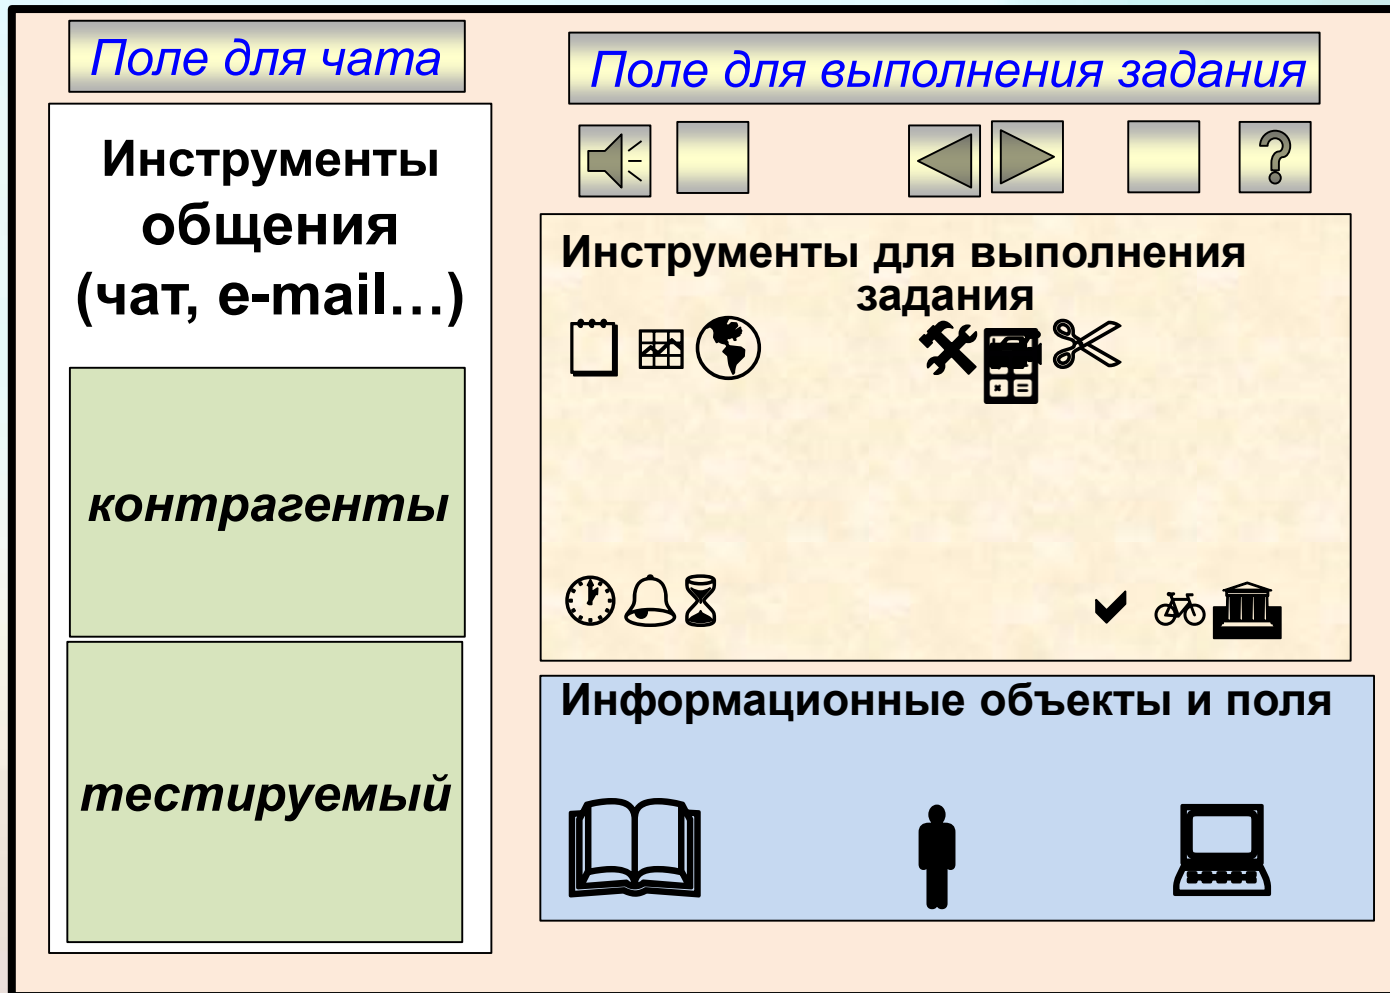 Поле для чата
Инструменты
общения
(чат, e-mail…)
контрагенты
тестируемый
Поле для выполнения задания
?
Инструменты для выполнения
задания
Информационные объекты и поля